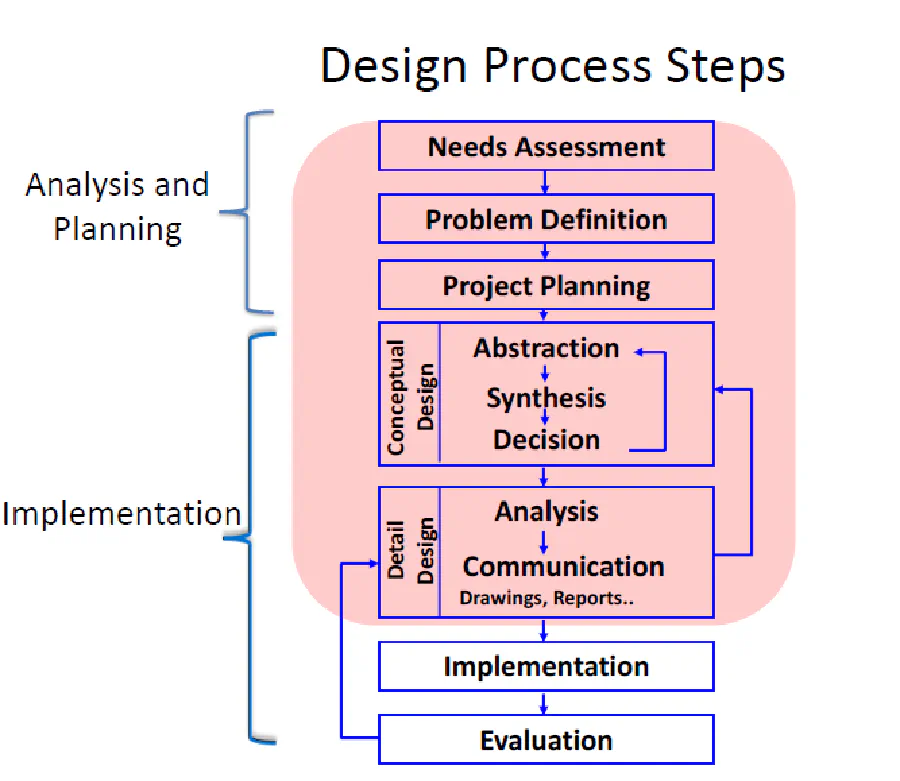 Design Process Steps
Analysis and
Planning
Needs Assessment
Problem Definition
Project Planning
Implementation
Conceptual
Design
Abstraction
Synthesis
Decision
Detail
Design
Analysis
Communication
Drawings, Reports..
Implementation
Evaluation